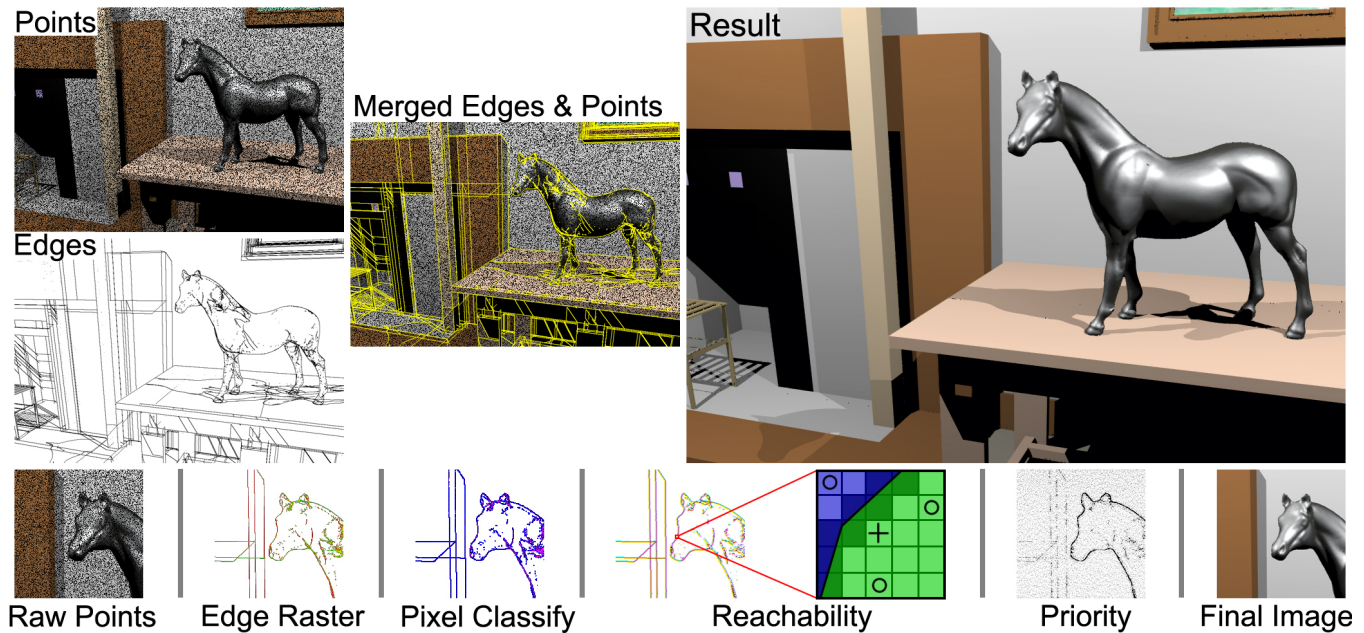 Points
Result
Merged Edges & Points
Edges
Raw Points
Edge Raster
Pixel Classify
Reachability
Priority
Final Image